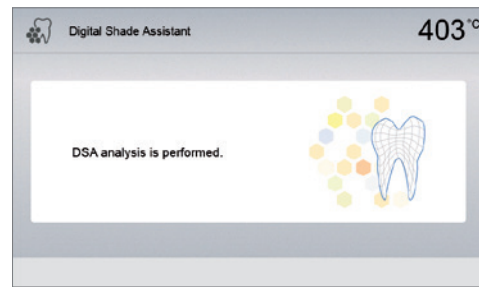 Digital Shade Assistant
403 °C
DSA analysis is performed.